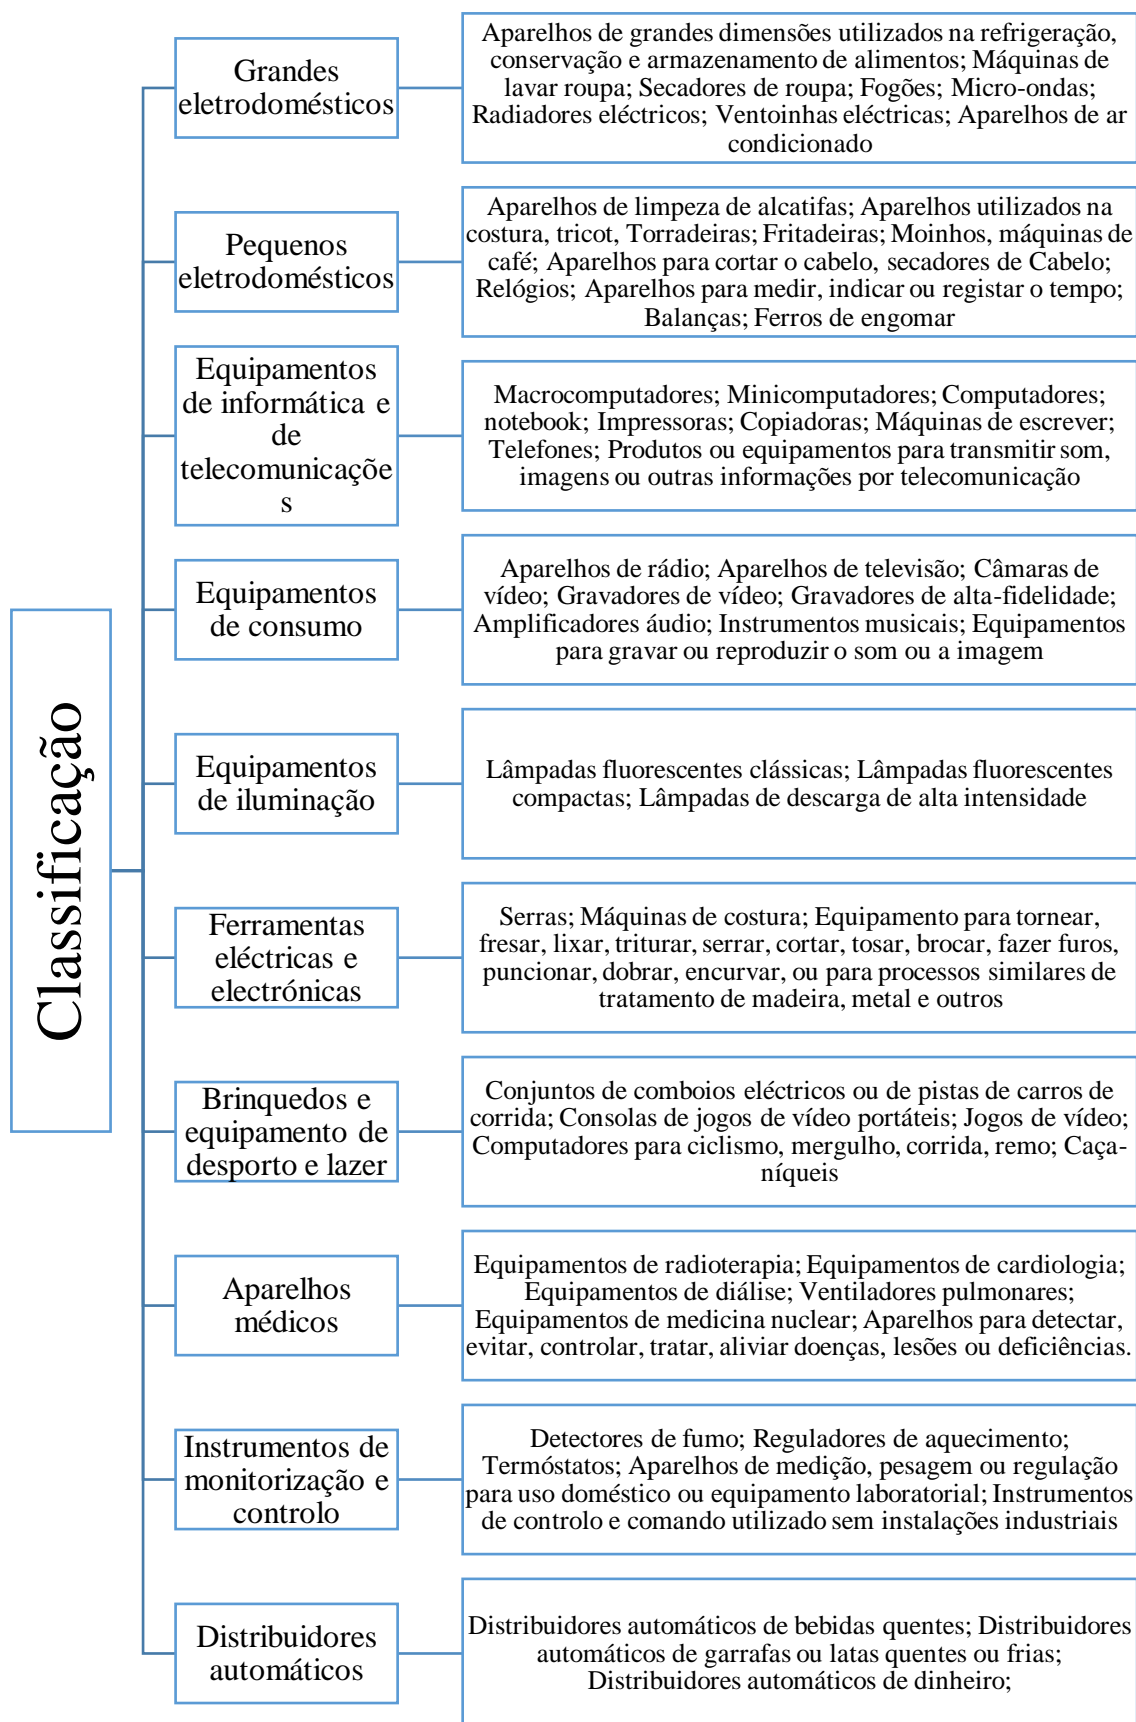 Classificação
Grandes
eletrodomésticos
Aparelhos de grandes dimensões utilizados na refrigeração,
conservação e armazenamento de alimentos; Máquinas de
lavar roupa; Secadores de roupa; Fogões; Micro-ondas;
Radiadores eléctricos; Ventoinhas eléctricas; Aparelhos de ar
condicionado
Pequenos
eletrodomésticos
Aparelhos de limpeza de alcatifas; Aparelhos utilizados na
costura, tricot, Torradeiras; Fritadeiras; Moinhos, máquinas de
café; Aparelhos para cortar o cabelo, secadores de Cabelo;
Relógios; Aparelhos para medir, indicar ou registar o tempo;
Balanças; Ferros de engomar
Equipamentos
de informática e
de
telecomunicaçõe
s
Macrocomputadores; Minicomputadores; Computadores;
notebook; Impressoras; Copiadoras; Máquinas de escrever;
Telefones; Produtos ou equipamentos para transmitir som,
imagens ou outras informações por telecomunicação
Equipamentos
de consumo
Aparelhos de rádio; Aparelhos de televisão; Câmaras de
vídeo; Gravadores de vídeo; Gravadores de alta-fidelidade;
Amplificadores áudio; Instrumentos musicais; Equipamentos
para gravar ou reproduzir o som ou a imagem
Equipamentos
de iluminação
Lâmpadas fluorescentes clássicas; Lâmpadas fluorescentes
compactas; Lâmpadas de descarga de alta intensidade
Ferramentas
eléctricas e
electrónicas
Serras; Máquinas de costura; Equipamento para tornear,
fresar, lixar, triturar, serrar, cortar, tosar, brocar, fazer furos,
puncionar, dobrar, encurvar, ou para processos similares de
tratamento de madeira, metal e outros
Brinquedos e
equipamento de
desporto e lazer
Conjuntos de comboios eléctricos ou de pistas de carros de
corrida; Consolas de jogos de vídeo portáteis; Jogos de vídeo;
Computadores para ciclismo, mergulho, corrida, remo; Caça-
níqueis
Aparelhos
médicos
Equipamentos de radioterapia; Equipamentos de cardiologia;
Equipamentos de diálise; Ventiladores pulmonares;
Equipamentos de medicina nuclear; Aparelhos para detectar,
evitar, controlar, tratar, aliviar doenças, lesões ou deficiências.
Instrumentos de
monitorização e
controlo
Detectores de fumo; Reguladores de aquecimento;
Termóstatos; Aparelhos de medição, pesagem ou regulação
para uso doméstico ou equipamento laboratorial; Instrumentos
de controlo e comando utilizado sem instalações industriais
Distribuidores
automáticos
Distribuidores automáticos de bebidas quentes; Distribuidores
automáticos de garrafas ou latas quentes ou frias;
Distribuidores automáticos de dinheiro;